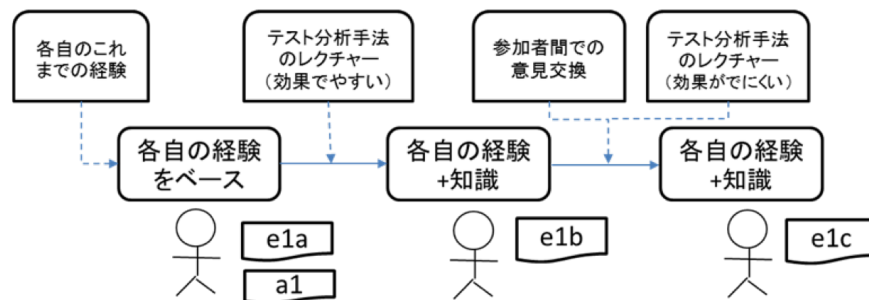 各自のこれ
までの経験
テスト分析手法
のレクチャー
（効果でやすい）
参加者間での
意見交換
テスト分析手法
のレクチャー
（効果がでにくい）
各自の経験
をベース
各自の経験
+知識
各自の経験
+知識
e1a
a1
e1b
e1c